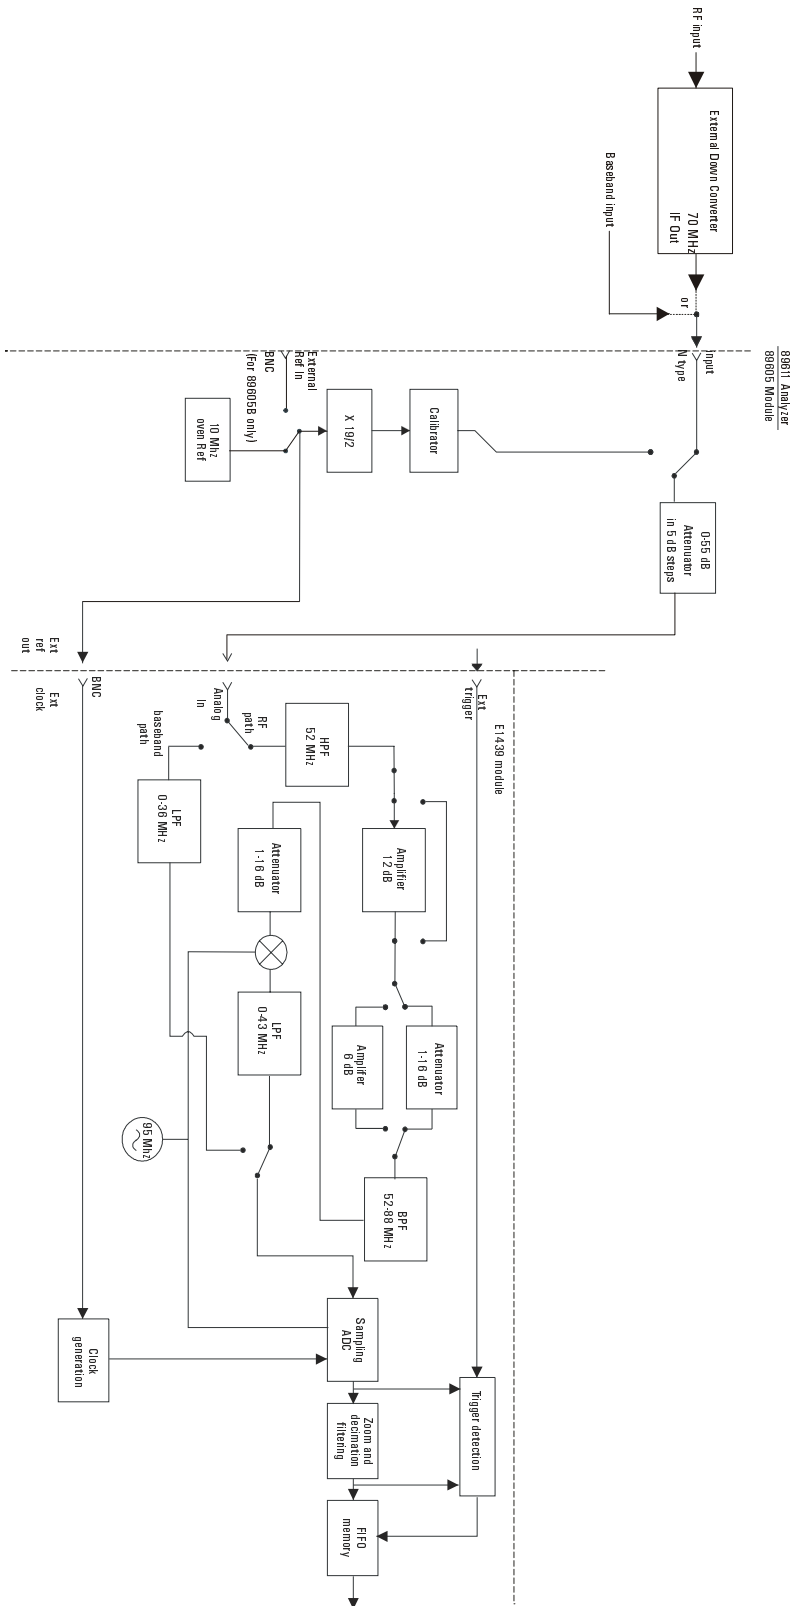 RF input
External Down Converter
70 MHz
IF Out
Baseband input
or
89611 Analyzer
89605 Module
Input
N type
External
Ref In
BNC
(For 89605B only)
10 Mhz
oven Ref
X 19/2
Calibrator
0-55 dB
Attenuator
in 5 dB steps
Ext
ref
out
BNC
Ext
clock
Analog
In
Ext
trigger
E1439 module
RF
path
baseband
path
HPF
52 MHz
LPF
0-36 MHz
Amplifier
12 dB
Attenuator
1-16 dB
LPF
0-43 MHz
Attenuator
1-16 dB
Amplifier
6 dB
95 Mhz
BPF
52-88 MHz
Sampling
ADC
Clock
generation
Trigger detection
Zoom and
decimation
filtering
FIFO
memory